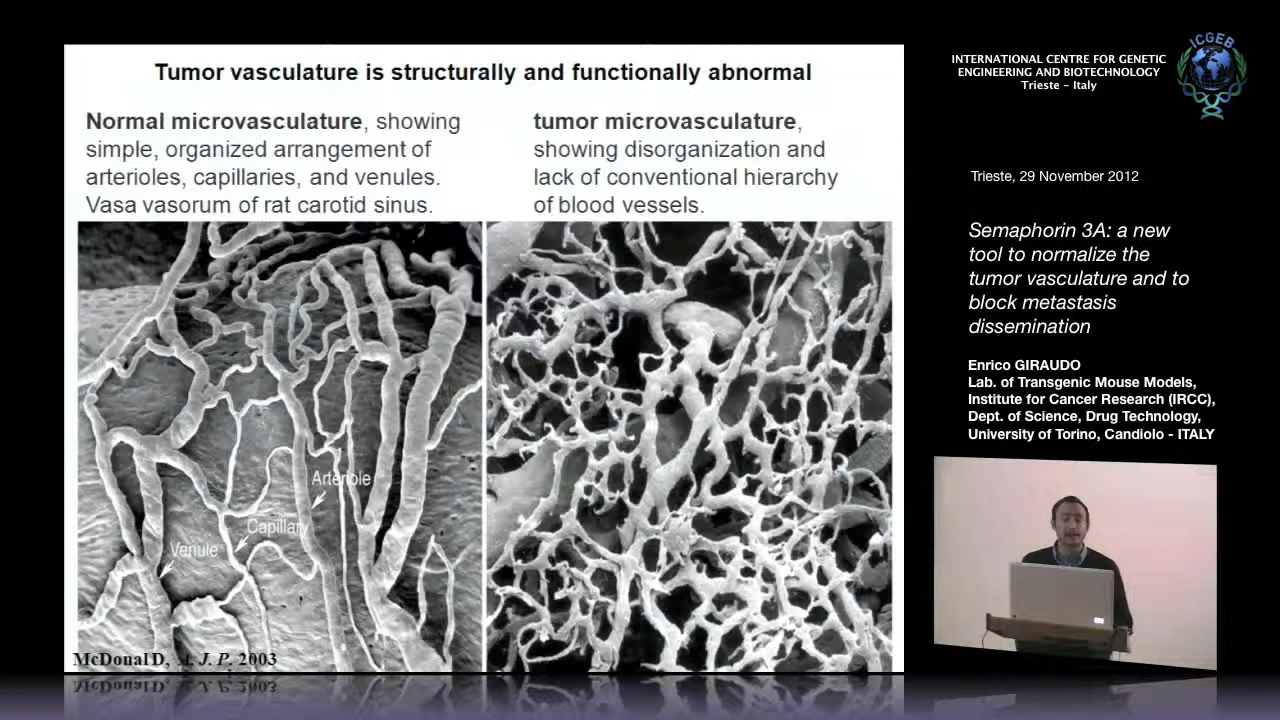 Tumor vasculature is structurally and functionally abnormal
Normal microvasculature, showing
simple, organized arrangement of
arterioles, capillaries, and venules.
Vasa vasorum of rat carotid sinus.
tumor microvasculature,
showing disorganization and
lack of conventional hierarchy
of blood vessels.
Arteriole
Capillary
Venule
McDonalD, A. J. P. 2003
INTERNATIONAL CENTRE FOR GENETIC
ENGINEERING AND BIOTECHNOLOGY
Trieste - Italy
ICGEB
Trieste, 29 November 2012
Semaphorin 3A: a new
tool to normalize the
tumor vasculature and to
block metastasis
dissemination
Enrico GIRAUDO
Lab. of Transgenic Mouse Models,
Institute for Cancer Research (IRCC),
Dept. of Science, Drug Technology,
University of Torino, Candiolo - ITALY